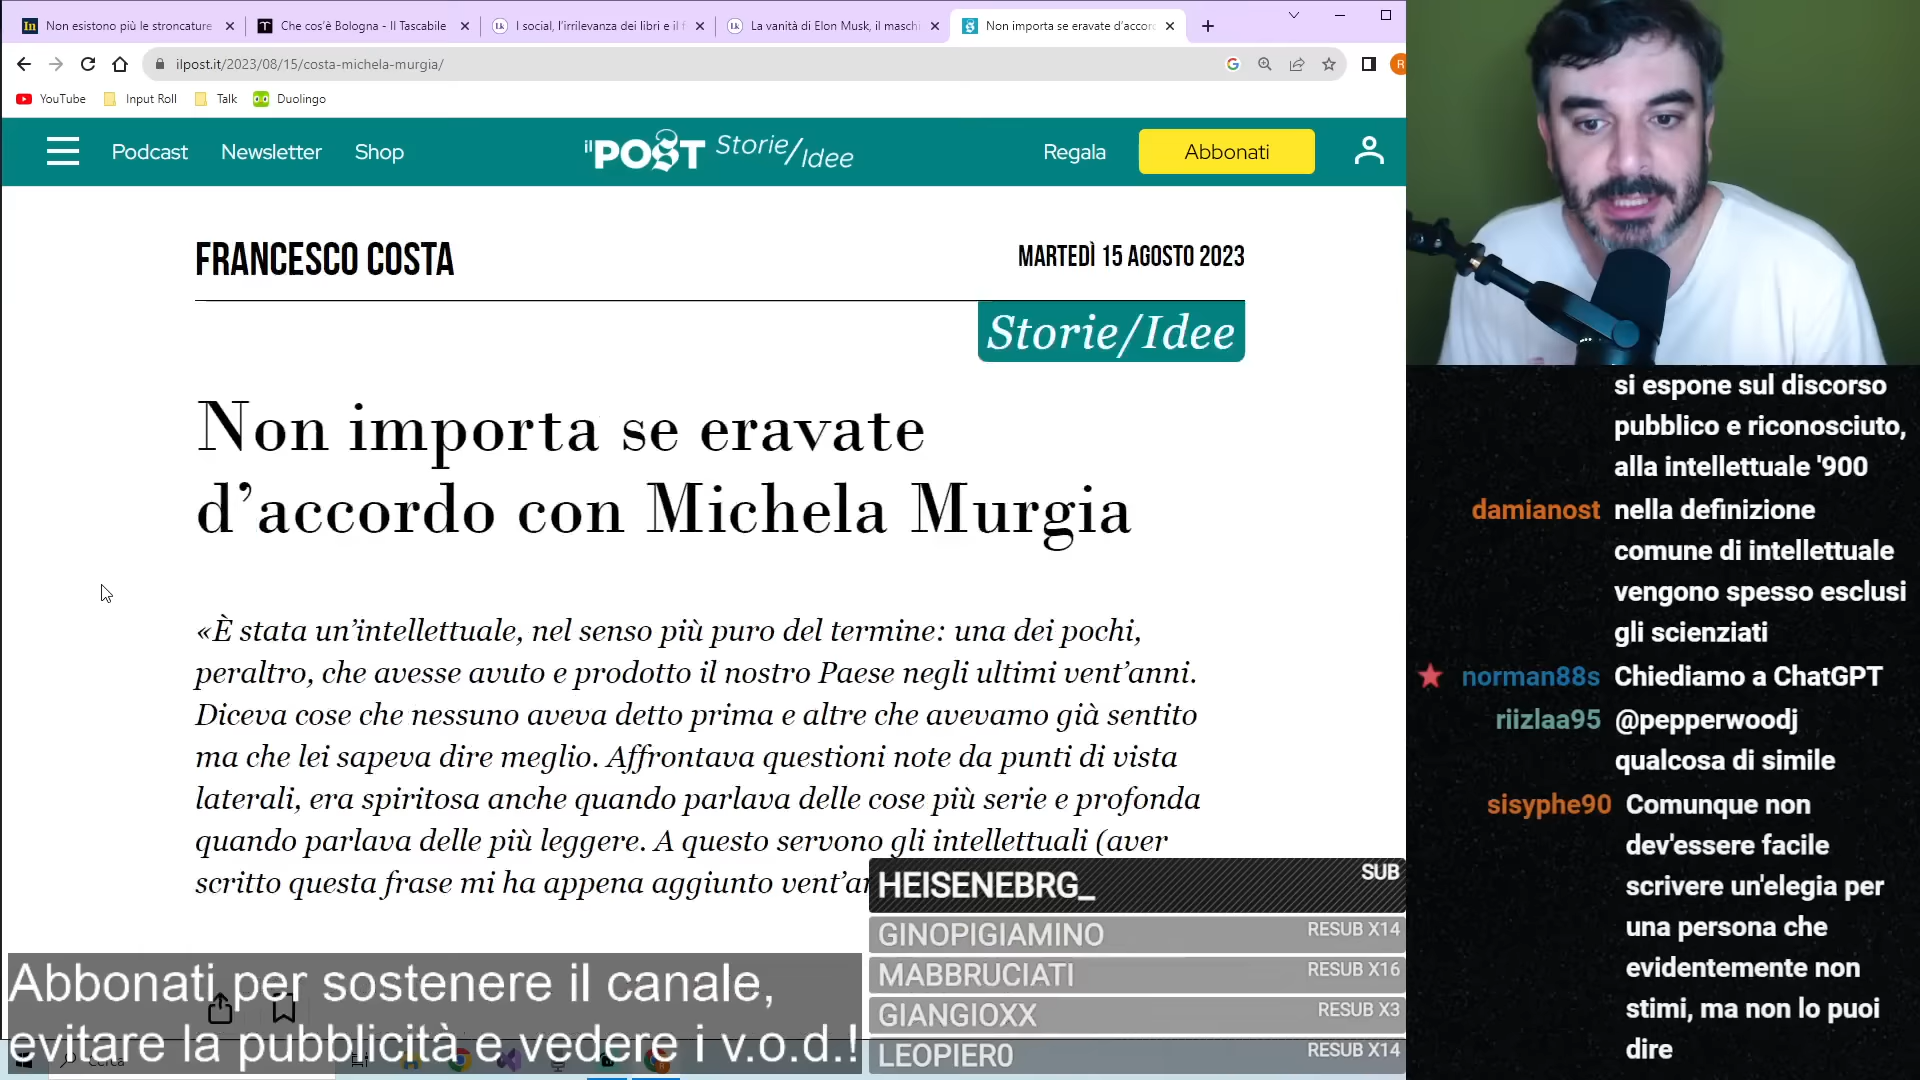 Non esistono più le stroncature
Che cos'è Bologna - Il Tascabile
I social, l'irrilevanza dei libri e il f
La vanità di Elon Musk, il maschi
Non importa se eravate d'accord
ilpost.it/2023/08/15/costa-michela-murgia/
YouTube
Input Roll
Talk
Duolingo
Podcast
Newsletter
Shop
il POST Storie/Idee
Regala
Abbonati
FRANCESCO COSTA
MARTEDÌ 15 AGOSTO 2023
Storie/Idee
Non importa se eravate
d'accordo con Michela Murgia
«È stata un'intellettuale, nel senso più puro del termine: una dei pochi,
peraltro, che avesse avuto e prodotto il nostro Paese negli ultimi vent'anni.
Diceva cose che nessuno aveva detto prima e altre che avevamo già sentito
ma che lei sapeva dire meglio. Affrontava questioni note da punti di vista
laterali, era spiritosa anche quando parlava delle cose più serie e profonda
quando parlava delle più leggere. A questo servono gli intellettuali (aver
scritto questa frase mi ha appena aggiunto vent'an
Abbonati per sostenere il canale,
evitare la pubblicità e vedere i v.o.d.!
Cerca
HEISENEBRG_ SUB
GINOPIGIAMINO RESUB X14
MABBRUCIATI RESUB X16
GIANGIOXX RESUB X3
LEOPIER0 RESUB X14
si espone sul discorso
pubblico e riconosciuto,
alla intellettuale '900
damianost nella definizione
comune di intellettuale
vengono spesso esclusi
gli scienziati
norman88s Chiediamo a ChatGPT
riizlaa95 @pepperwoodj
qualcosa di simile
sisyphe90 Comunque non
dev'essere facile
scrivere un'elegia per
una persona che
evidentemente non
stimi, ma non lo puoi
dire